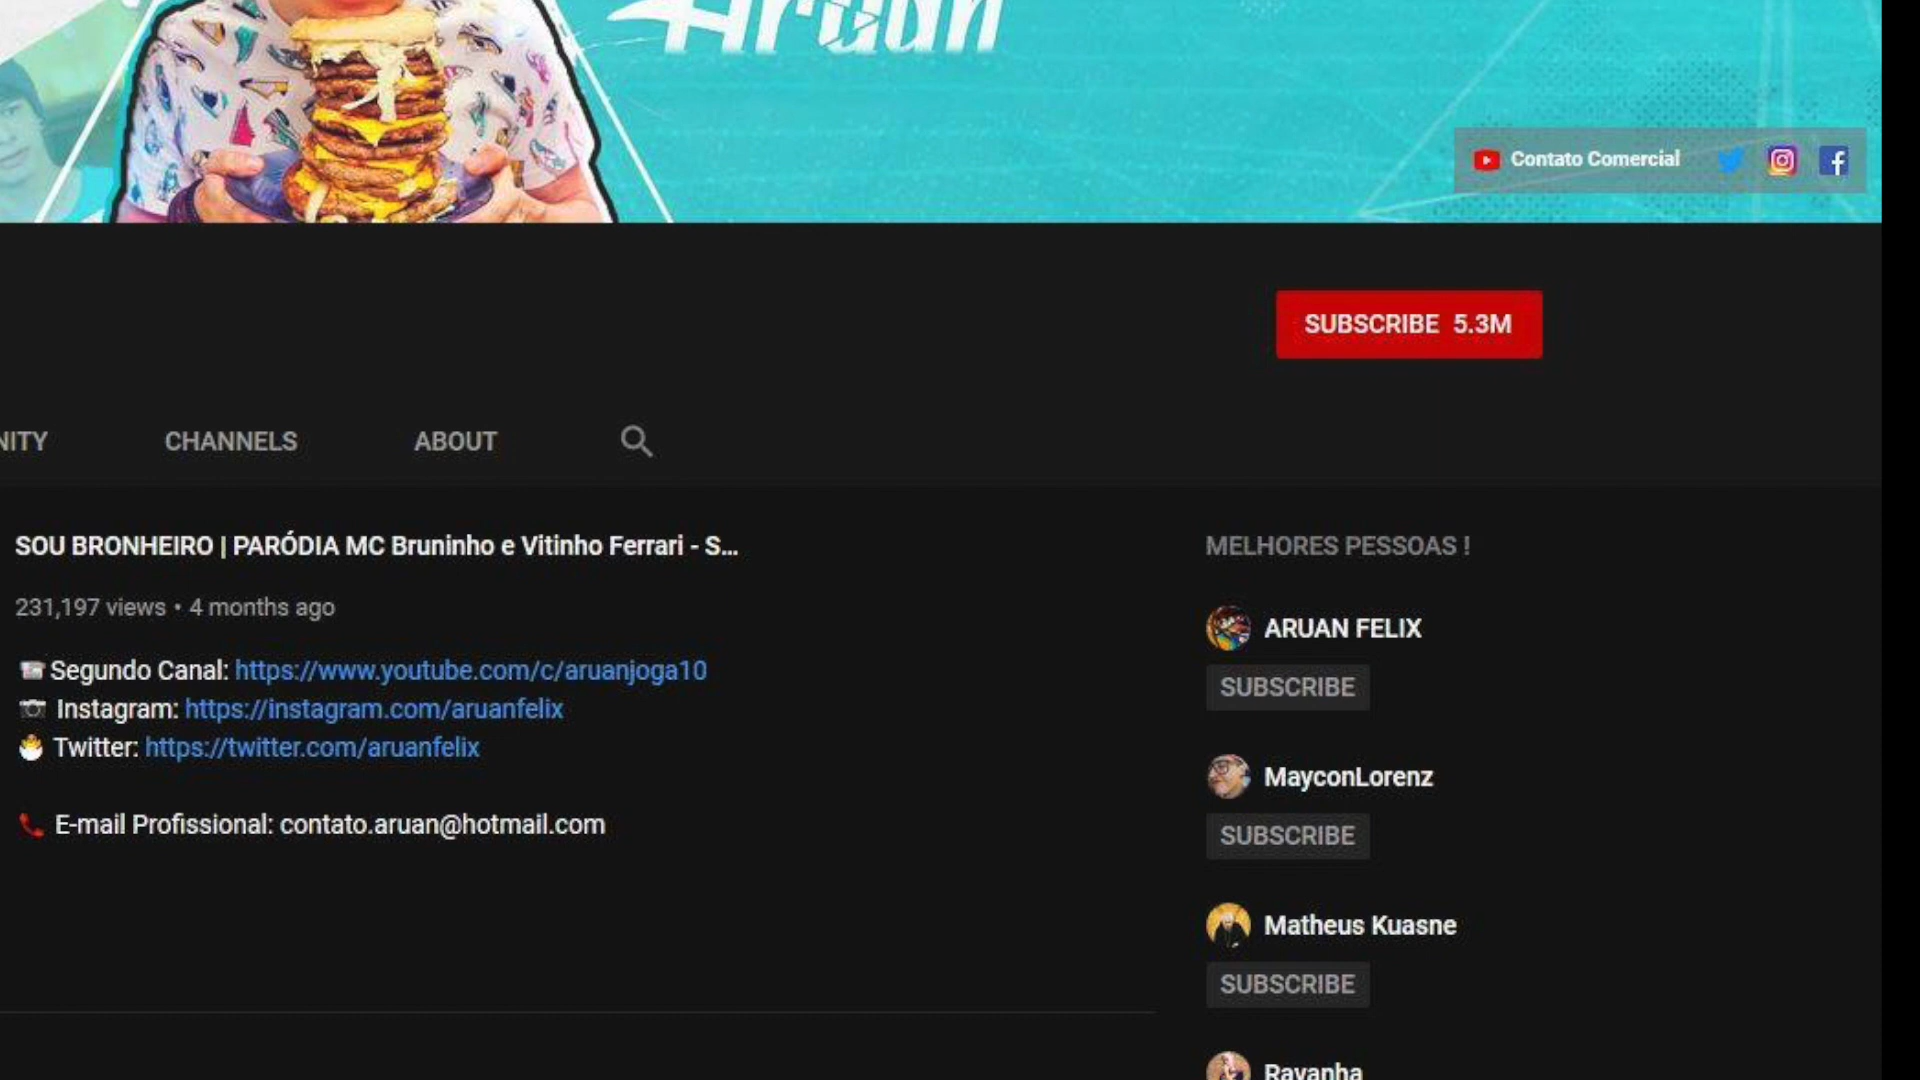 Aruan
Contato Comercial
SUBSCRIBE 5.3M
NITY
CHANNELS
ABOUT
SOU BRONHEIRO | PARÓDIA MC Bruninho e Vitinho Ferrari - S...
231,197 views • 4 months ago
Segundo Canal: https://www.youtube.com/c/aruanjoga10
Instagram: https://instagram.com/aruanfelix
Twitter: https://twitter.com/aruanfelix
E-mail Profissional: contato.aruan@hotmail.com
MELHORES PESSOAS !
ARUAN FELIX
SUBSCRIBE
MayconLorenz
SUBSCRIBE
Matheus Kuasne
SUBSCRIBE
Rayanha